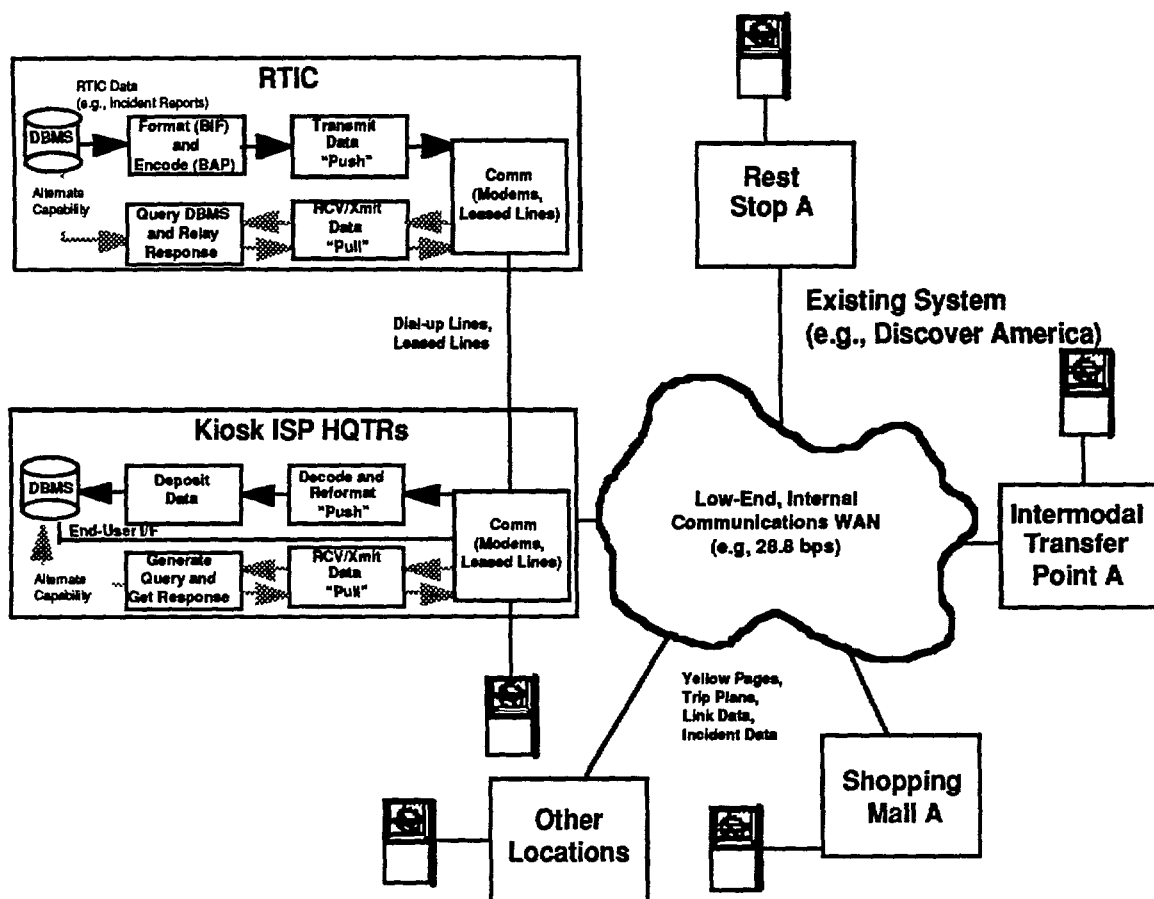 RTIC
RTIC Data
(e.g., Incident Reports)
DBMS
Format (BIF)
and
Encode (BAP)
Transmit
Data
"Push"
Comm
(Modems,
Leased Lines)
Alternate
Capability
Query DBMS
and Relay
Response
RCV/Xmit
Data
"Pull"
Dial-up Lines,
Leased Lines
Kiosk ISP HQTRs
DBMS
Deposit
Data
Decode and
Reformat
"Push"
Comm
(Modems,
Leased Lines)
End-User I/F
Alternate
Capability
Generate
Query and
Get Response
RCV/Xmit
Data
"Pull"
Rest
Stop A
Existing System
(e.g., Discover America)
Low-End, Internal
Communications WAN
(e.g, 28.8 bps)
Intermodal
Transfer
Point A
Yellow Pages,
Trip Plans,
Link Data,
Incident Data
Shopping
Mall A
Other
Locations